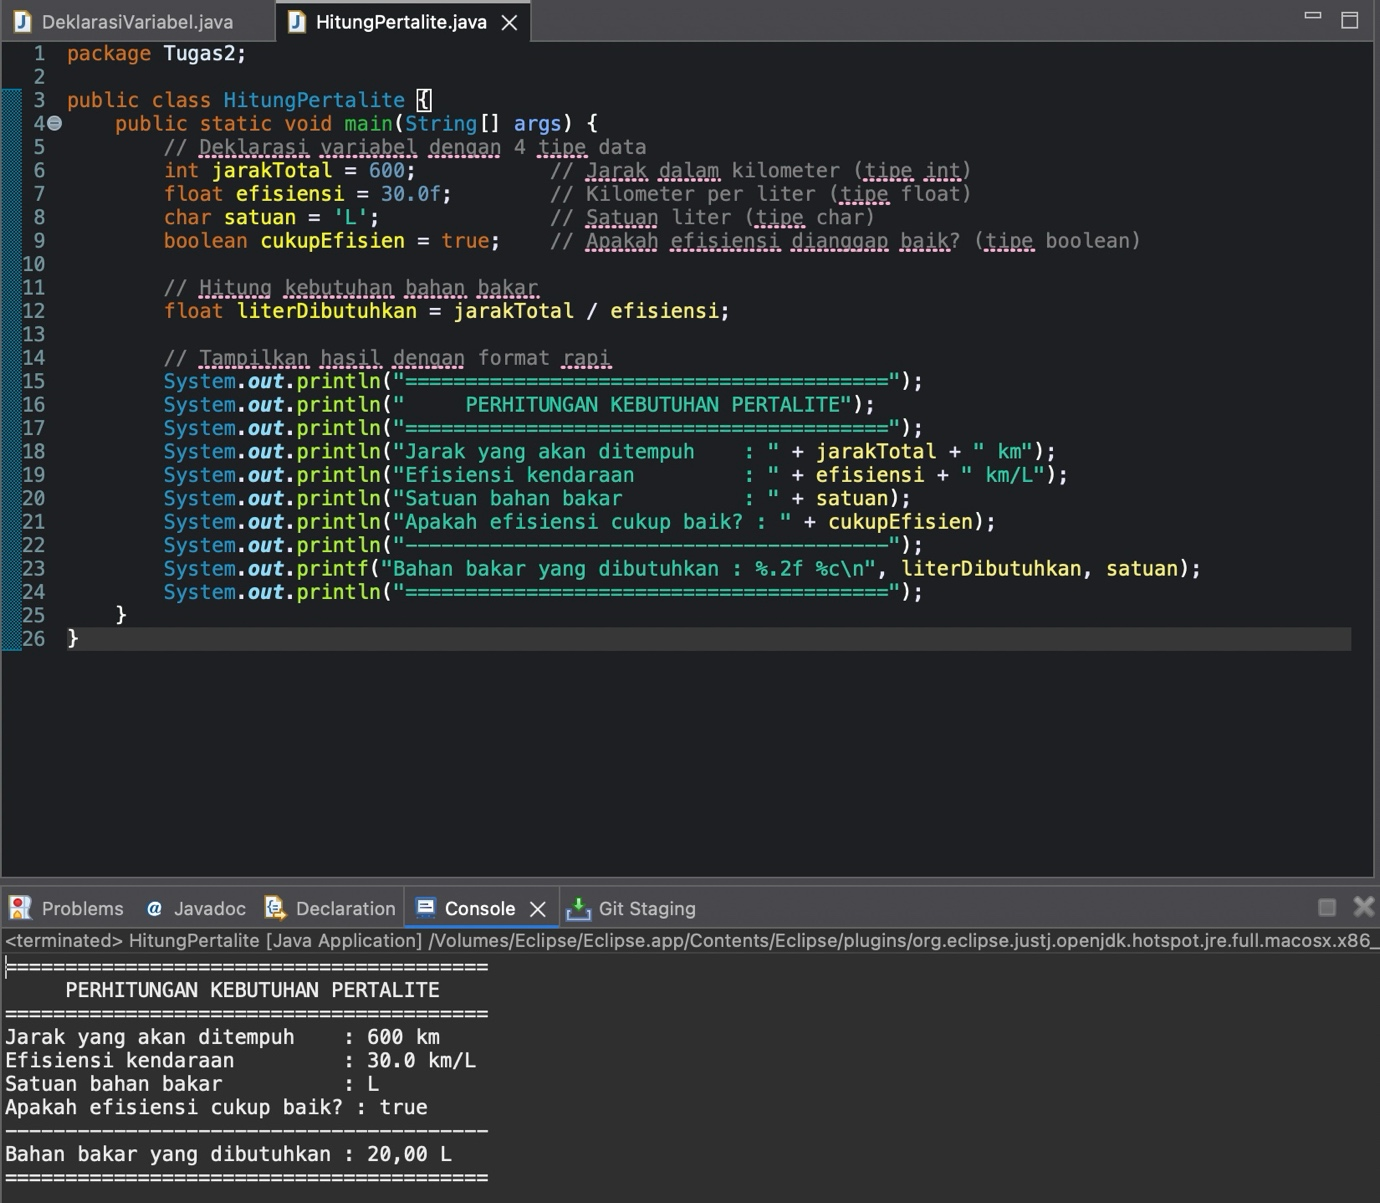 DeklarasiVariabel.java HitungPertalite.java
1 package Tugas2;
2
3 public class HitungPertalite {
4 public static void main(String[] args) {
5 // Deklarasi variabel dengan 4 tipe data
6 int jarakTotal = 600; // Jarak dalam kilometer (tipe int)
7 float efisiensi = 30.0f; // Kilometer per liter (tipe float)
8 char satuan = 'L'; // Satuan liter (tipe char)
9 boolean cukupEfisien = true; // Apakah efisiensi dianggap baik? (tipe boolean)
10
11 // Hitung kebutuhan bahan bakar
12 float literDibutuhkan = jarakTotal / efisiensi;
13
14 // Tampilkan hasil dengan format rapi
15 System.out.println("========================================");
16 System.out.println("     PERHITUNGAN KEBUTUHAN PERTALITE");
17 System.out.println("========================================");
18 System.out.println("Jarak yang akan ditempuh    : " + jarakTotal + " km");
19 System.out.println("Efisiensi kendaraan         : " + efisiensi + " km/L");
20 System.out.println("Satuan bahan bakar          : " + satuan);
21 System.out.println("Apakah efisiensi cukup baik? : " + cukupEfisien);
22 System.out.println("----------------------------------------");
23 System.out.printf("Bahan bakar yang dibutuhkan : %.2f %c\n", literDibutuhkan, satuan);
24 System.out.println("========================================");
25 }
26 }
Problems @ Javadoc Declaration Console Git Staging
<terminated> HitungPertalite [Java Application] /Volumes/Eclipse/Eclipse.app/Contents/Eclipse/plugins/org.eclipse.justj.openjdk.hotspot.jre.full.macosx.x86_
========================================
PERHITUNGAN KEBUTUHAN PERTALITE
========================================
Jarak yang akan ditempuh    : 600 km
Efisiensi kendaraan         : 30.0 km/L
Satuan bahan bakar          : L
Apakah efisiensi cukup baik? : true
----------------------------------------
Bahan bakar yang dibutuhkan : 20,00 L
========================================